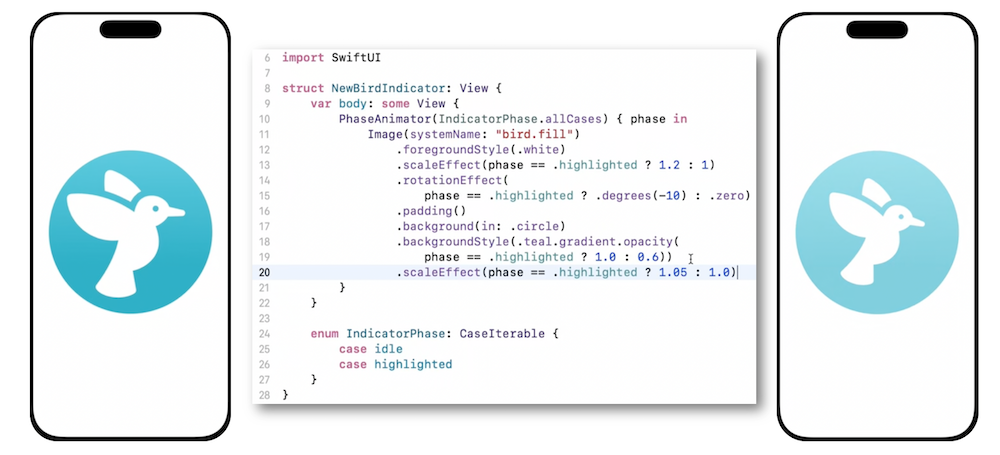 6 import SwiftUI
7
8 struct NewBirdIndicator: View {
9     var body: some View {
10         PhaseAnimator(IndicatorPhase.allCases) { phase in
11             Image(systemName: "bird.fill")
12                 .foregroundStyle(.white)
13                 .scaleEffect(phase == .highlighted ? 1.2 : 1)
14                 .rotationEffect(
15                     phase == .highlighted ? .degrees(-10) : .zero)
16                 .padding()
17                 .background(in: .circle)
18                 .backgroundStyle(.teal.gradient.opacity(
19                     phase == .highlighted ? 1.0 : 0.6))
20                 .scaleEffect(phase == .highlighted ? 1.05 : 1.0)
21         }
22     }
23
24     enum IndicatorPhase: CaseIterable {
25         case idle
26         case highlighted
27     }
28 }